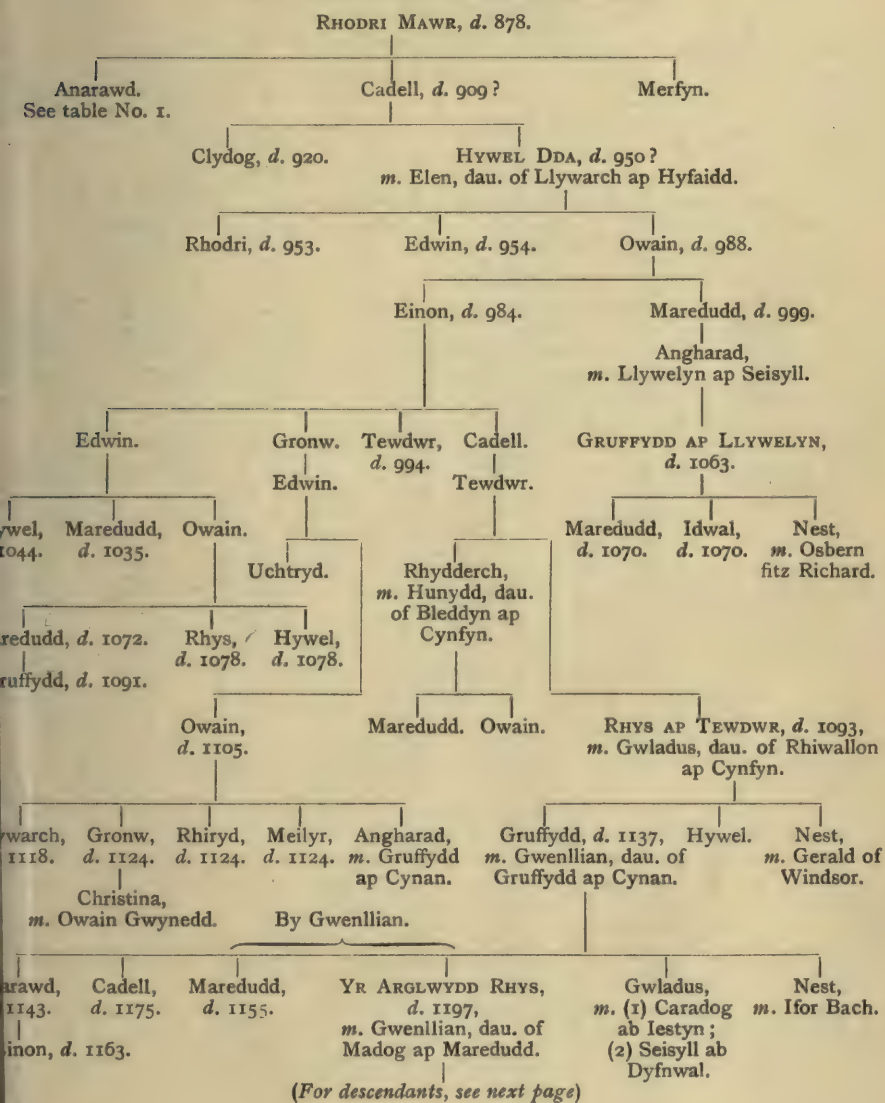 RHODRI MAWR, d. 878.
Anarawd. Cadell, d. 909? Merfyn.
See table No. 1.
Clydog, d. 920. HYWEL DDA, d. 950?
m. Elen, dau. of Llywarch ap Hyfaidd.
Rhodri, d. 953. Edwin, d. 954. Owain, d. 988.
Einon, d. 984. Maredudd, d. 999.
Angharad,
m. Llywelyn ap Seisyll.
Edwin. Gronw. Tewdwr, Cadell. GRUFFYDD AP LLYWELYN,
d. 994. d. 1063.
Edwin. Tewdwr.
ywel, Maredudd, Owain. Maredudd, Idwal, Nest,
1044. d. 1035. d. 1070. d. 1070. m. Osbern
fitz Richard.
Uchtryd. Rhydderch,
m. Hunydd, dau.
of Bleddyn ap
Cynfyn.
redudd, d. 1072. Rhys, Hywel,
d. 1078. d. 1078.
ruffydd, d. 1091.
Owain, Maredudd. Owain. RHYS AP TEWDWR, d. 1093,
d. 1105. m. Gwladus, dau. of Rhiwallon
ap Cynfyn.
warch, Gronw, Rhiryd, Meilyr, Angharad, Gruffydd, d. 1137, Hywel. Nest,
1118. d. 1124. d. 1124. d. 1124. m. Gruffydd m. Gwenllian, dau. of m. Gerald of
ap Cynan. Gruffydd ap Cynan. Windsor.
Christina,
m. Owain Gwynedd. By Gwenllian.
arawd, Cadell, Maredudd, YR ARGLWYDD RHYS, Gwladus, Nest,
1143. d. 1175. d. 1155. d. 1197, m. (1) Caradog m. Ifor Bach.
m. Gwenllian, dau. of ab Iestyn;
inon, d. 1163. Madog ap Maredudd. (2) Seisyll ab
Dyfnwal.
(For descendants, see next page)